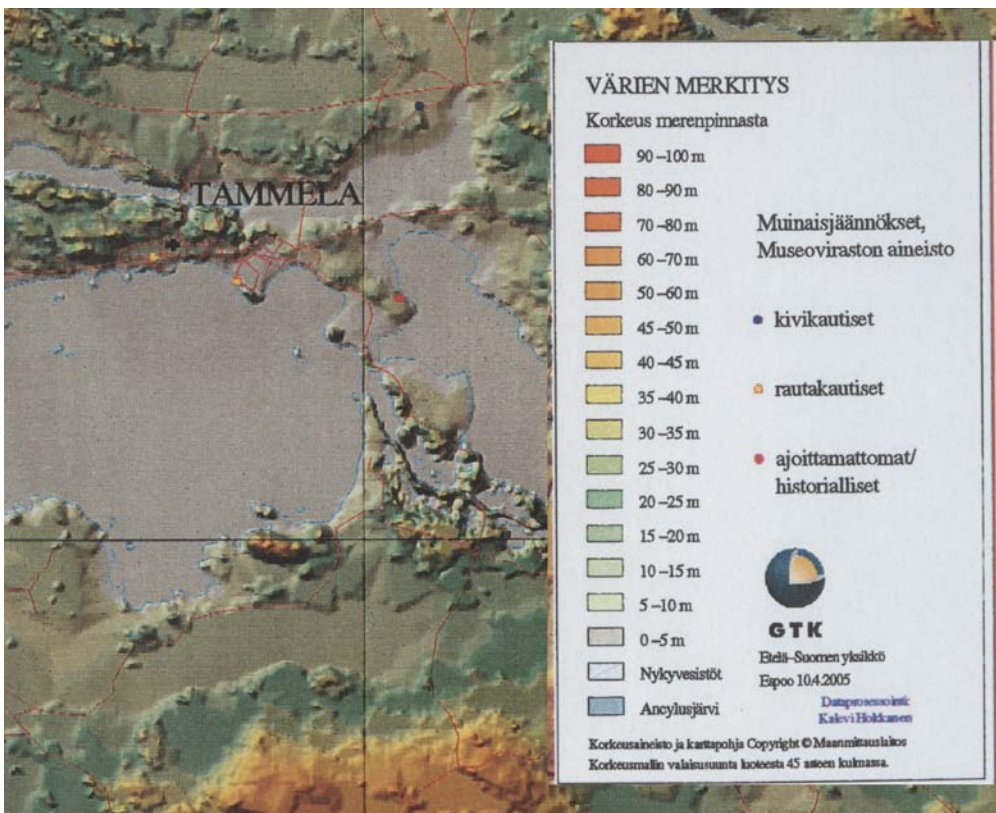 TAMMELA
VÄRIEN MERKITYS
Korkeus merenpinnasta
90–100 m
80–90 m
70–80 m
60–70 m
50–60 m
45–50 m
40–45 m
35–40 m
30–35 m
25–30 m
20–25 m
15–20 m
10–15 m
5–10 m
0–5 m
Nykyvesistöt
Ancylusjärvi
Muinaisjäännökset,
Museoviraston aineisto
kivikautiset
rautakautiset
ajoittamattomat/
historialliset
GTK
Etelä–Suomen yksikkö
Espoo 10.4.2005
Dataprosessointi:
Kalevi Hokkanen
Korkeusaineisto ja karttapohja Copyright © Maanmittauslaitos
Korkeusmallin valaisusuunta luoteesta 45 asteen kulmassa.